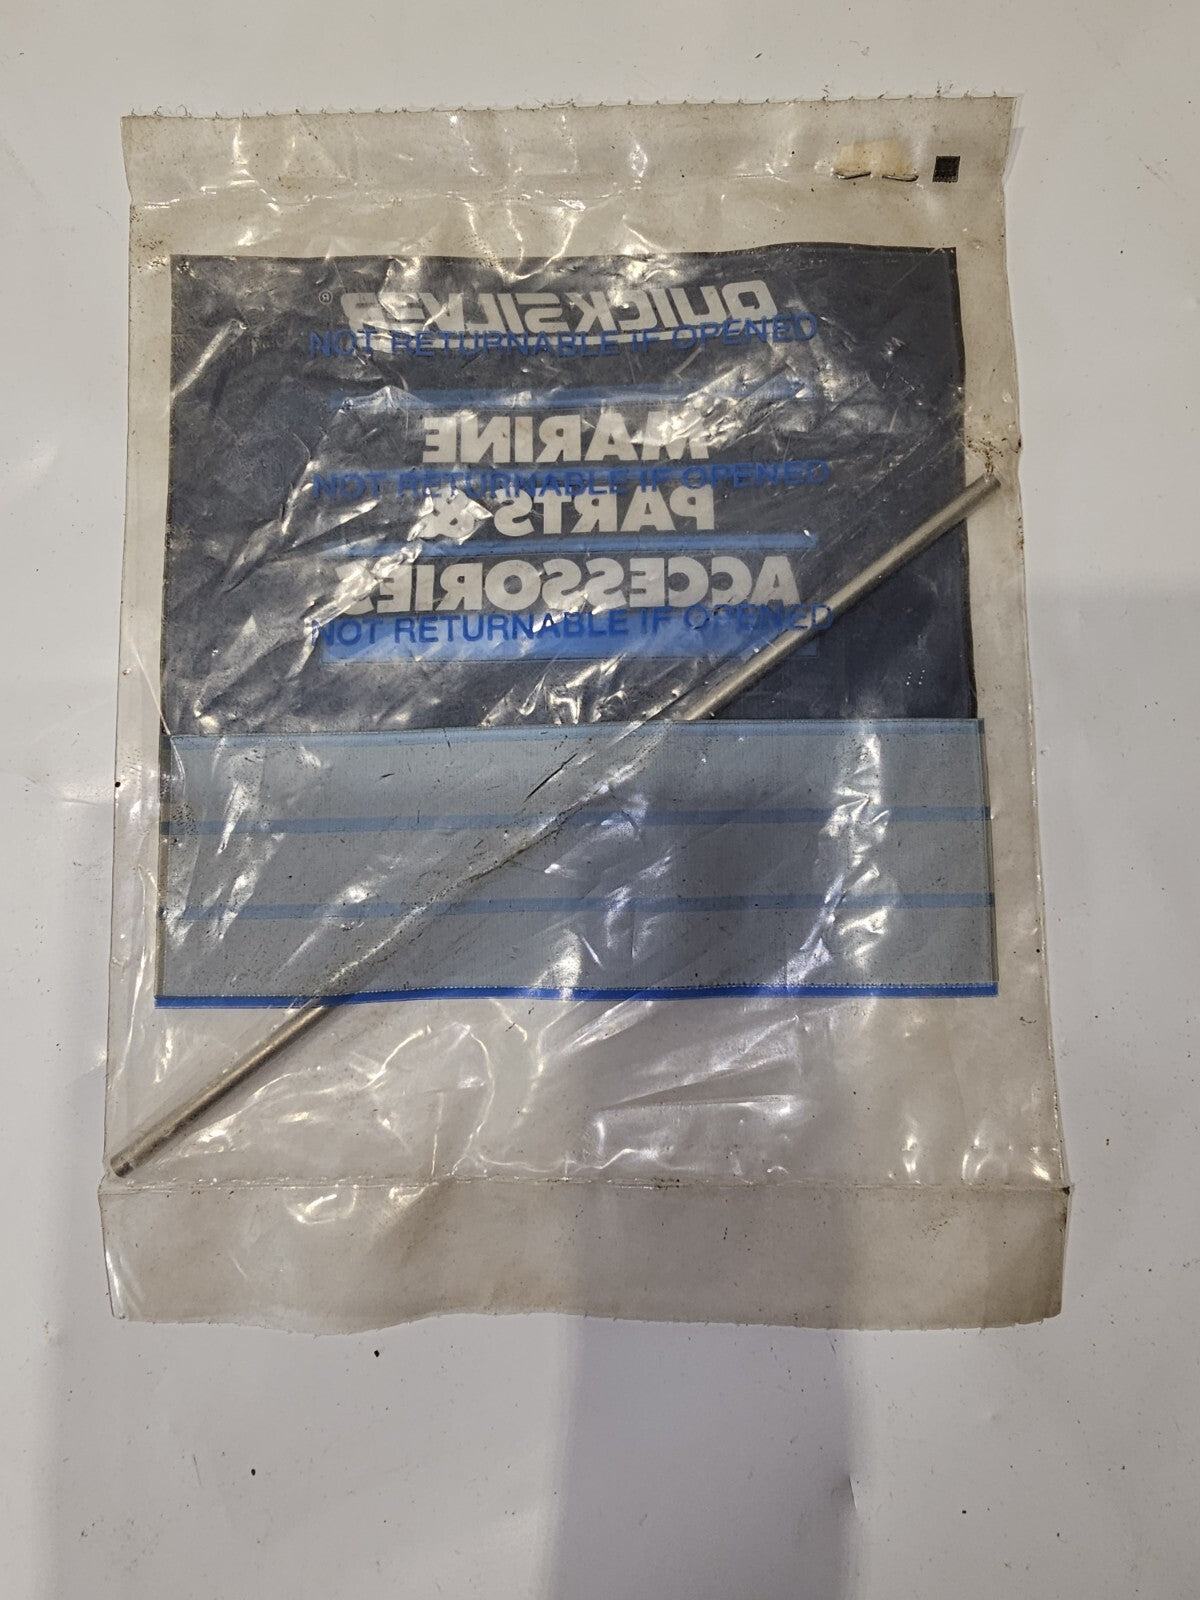 QUICKSILVER®
NOT RETURNABLE IF OPENED
MARINE
NOT RETURNABLE IF OPENED
PARTS &
ACCESSORIES
NOT RETURNABLE IF OPENED